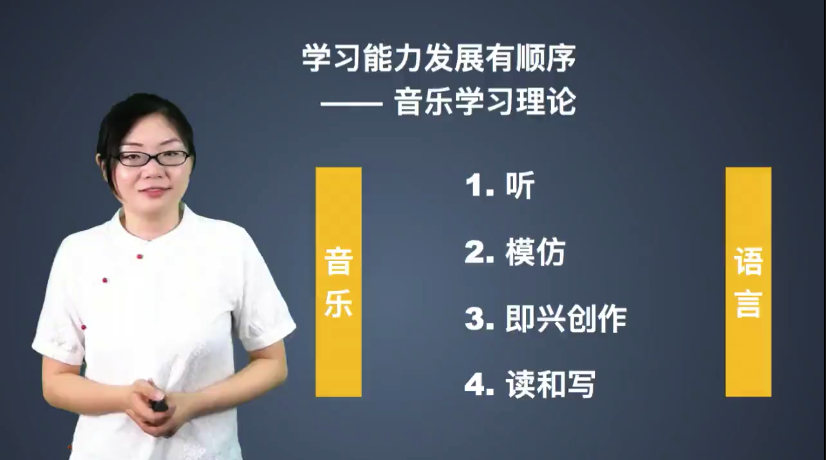 学习能力发展有顺序
—— 音乐学习理论
音乐
1. 听
2. 模仿
3. 即兴创作
4. 读和写
语言